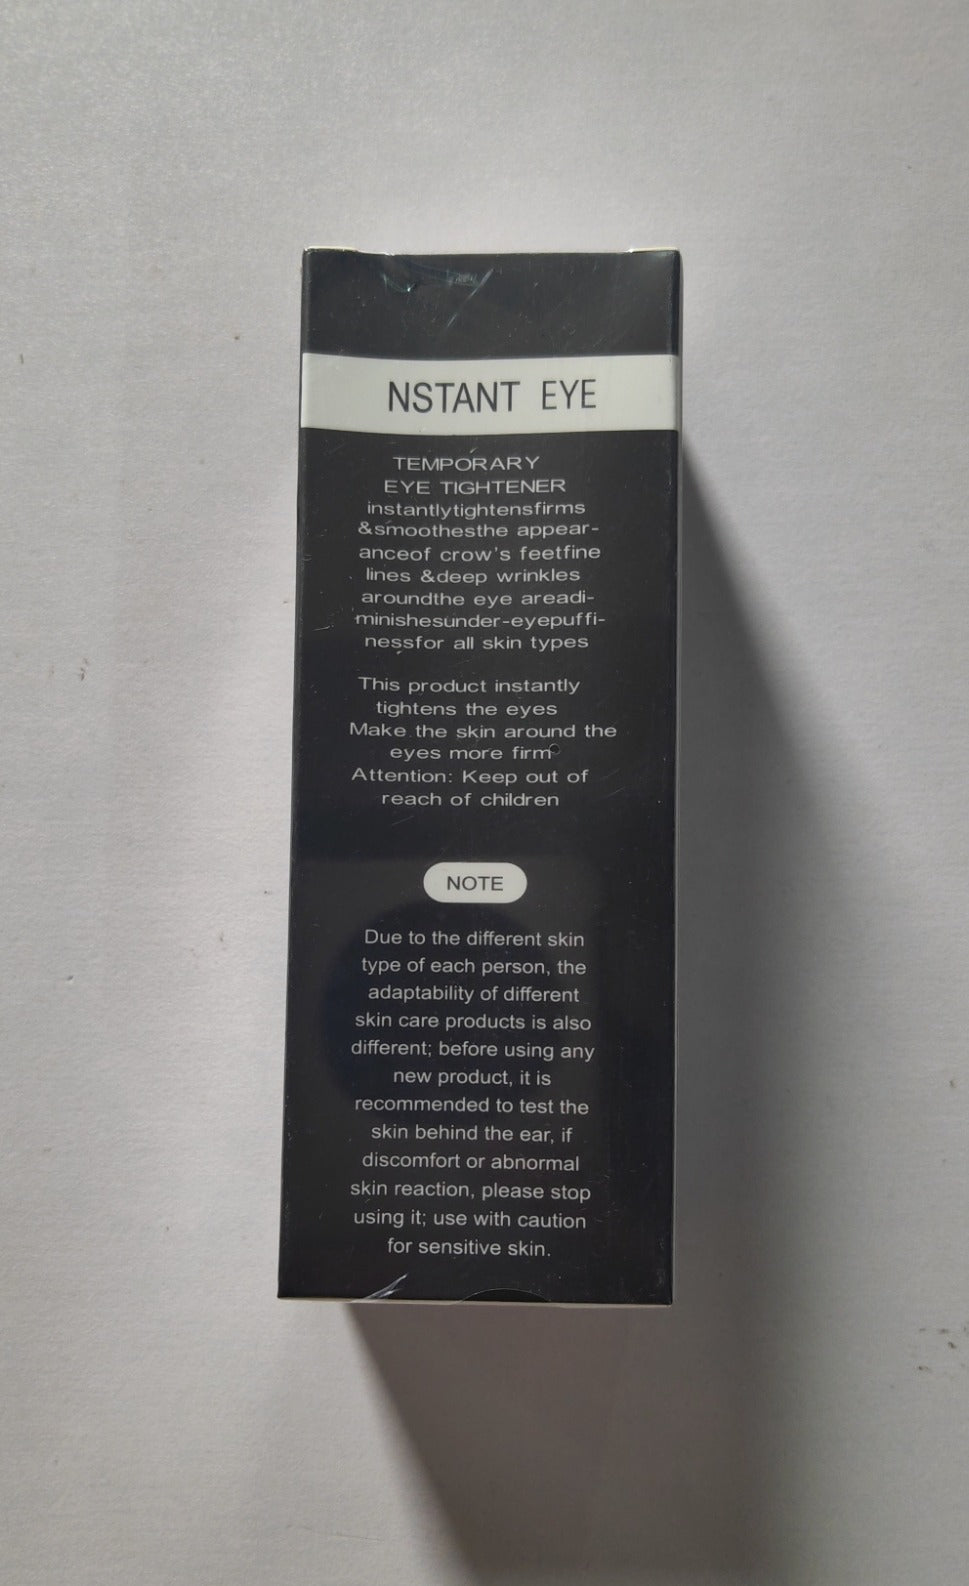 NSTANT EYE
TEMPORARY
EYE TIGHTENER
instantlytightensfirms
&smoothesthe appear-
anceof crow's feetfine
lines &deep wrinkles
aroundthe eye areadi-
minishesunder-eyepuffi-
nessfor all skin types
This product instantly
tightens the eyes
Make the skin around the
eyes more firm。
Attention: Keep out of
reach of children
NOTE
Due to the different skin
type of each person, the
adaptability of different
skin care products is also
different; before using any
new product, it is
recommended to test the
skin behind the ear, if
discomfort or abnormal
skin reaction, please stop
using it; use with caution
for sensitive skin.